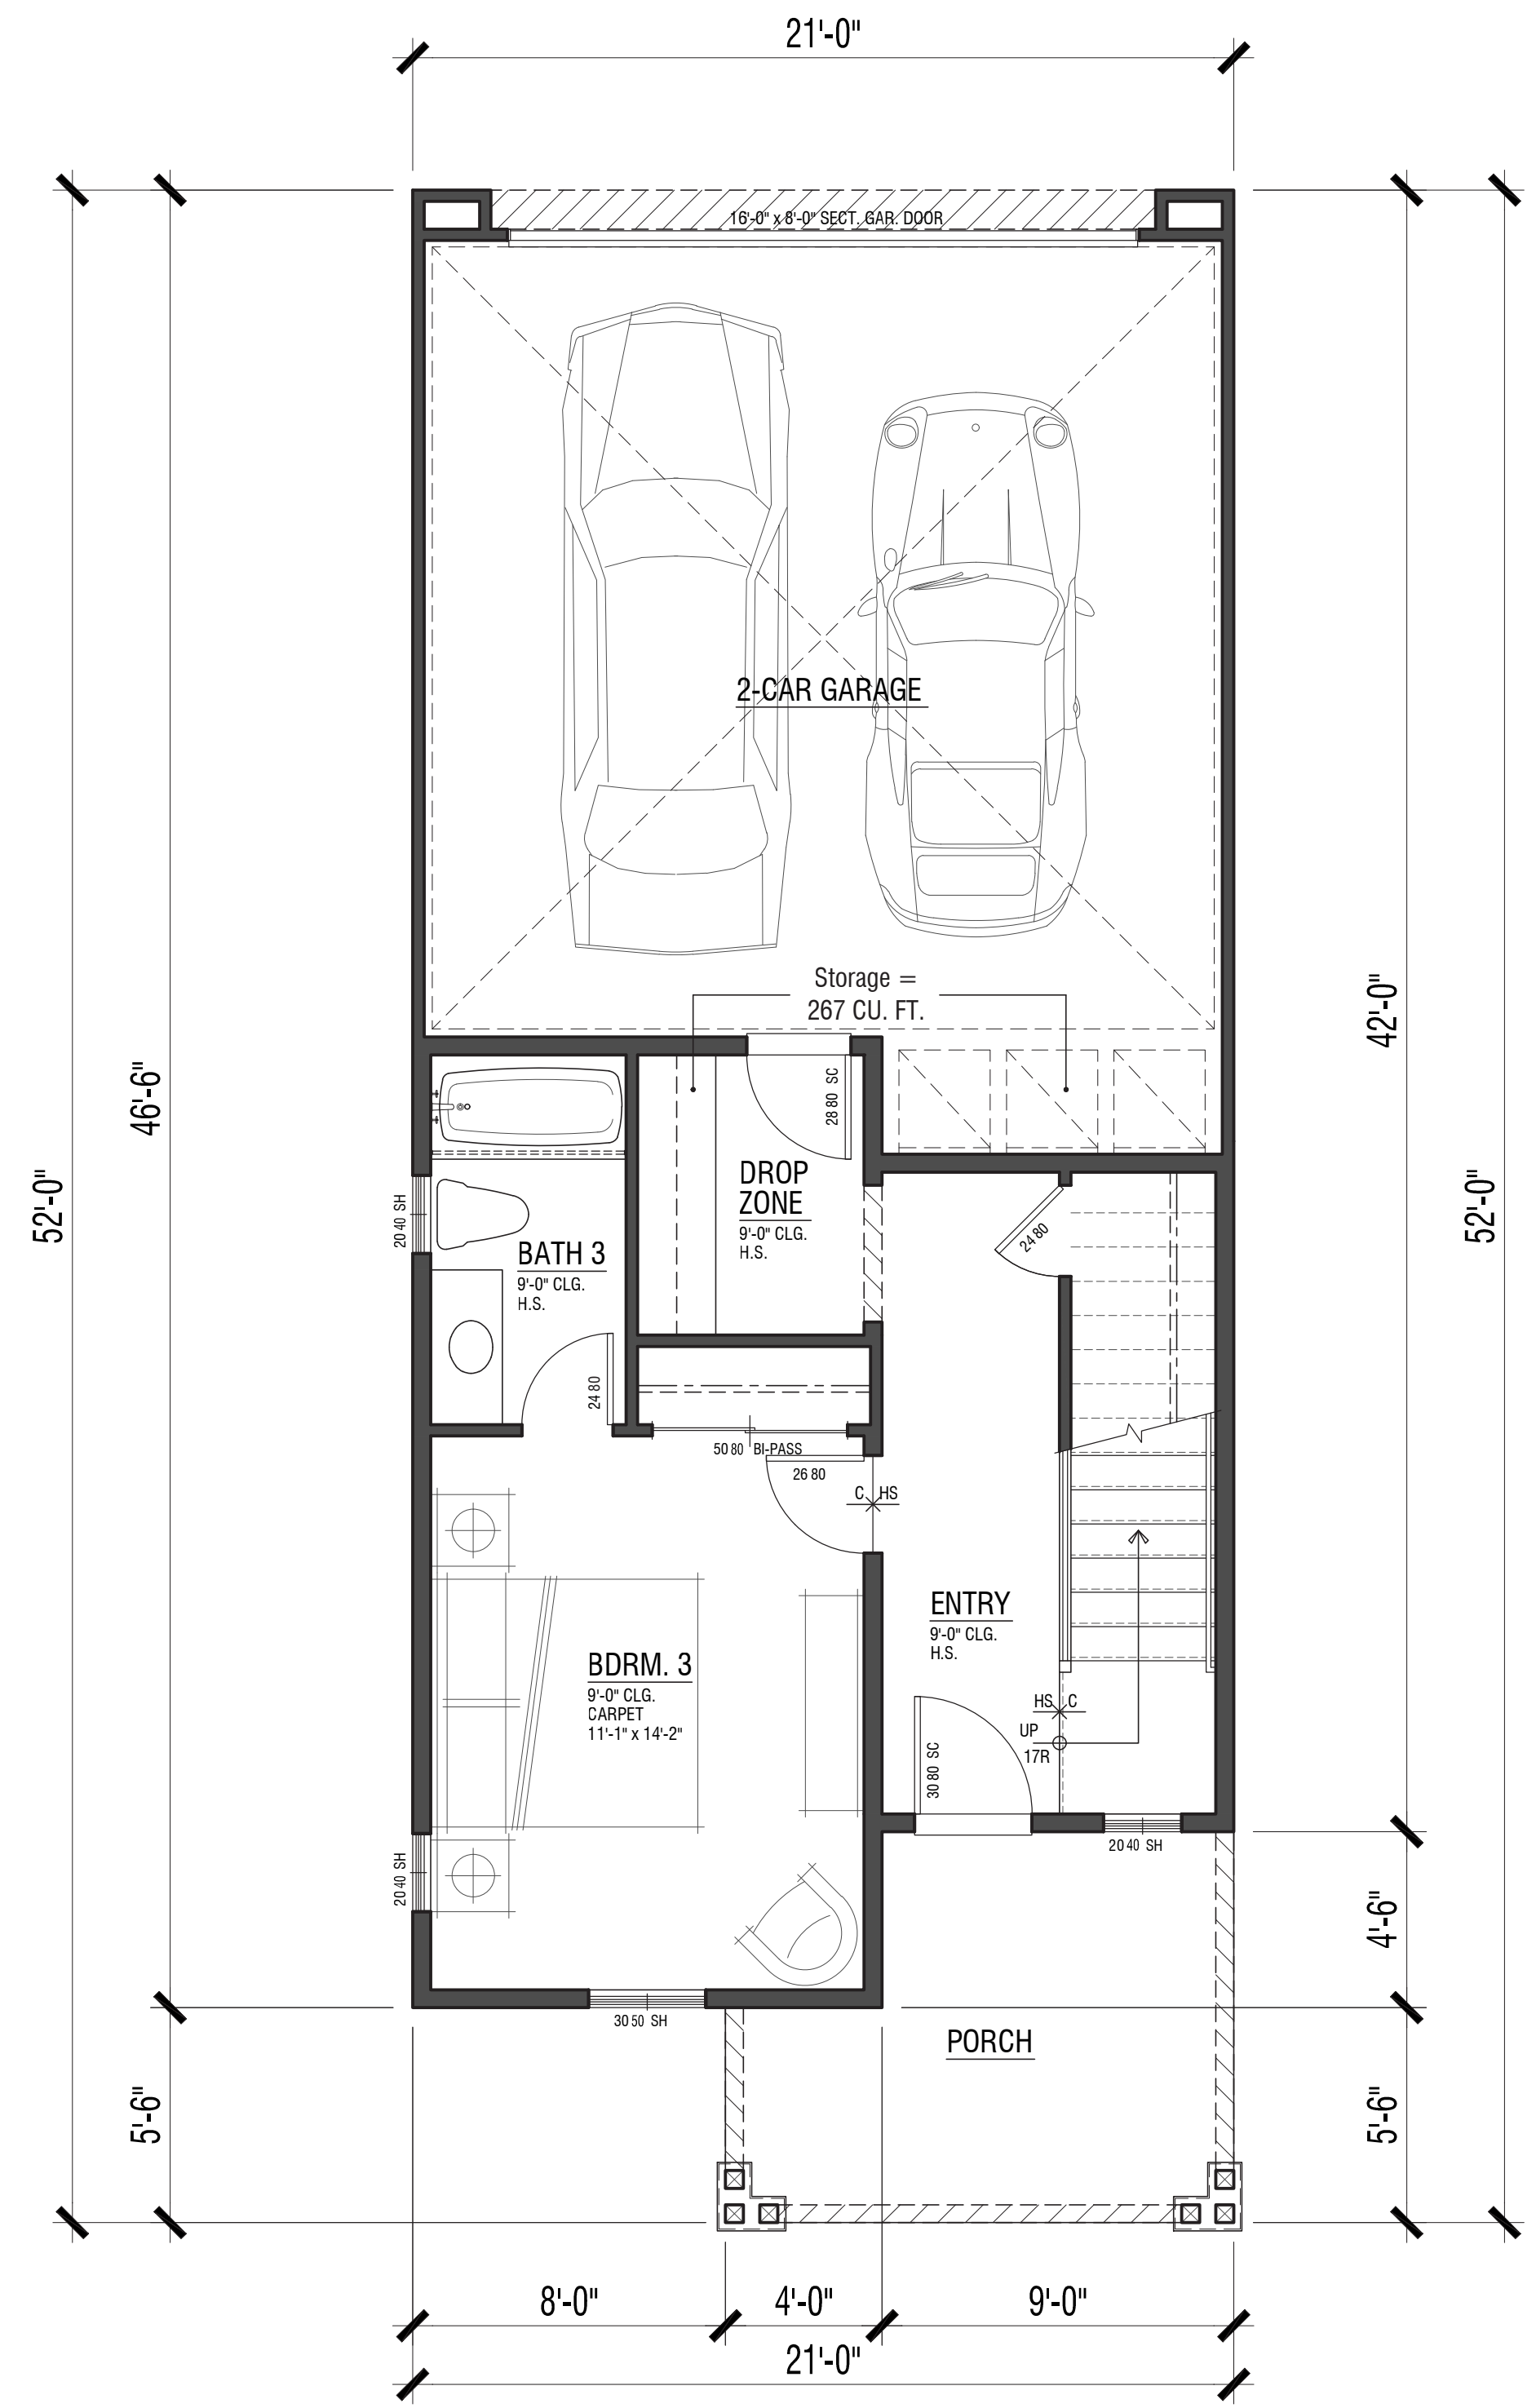 21'-0"
16'-0" x 8'-0" SECT. GAR. DOOR
2-CAR GARAGE
Storage =
267 CU. FT.
42'-0"
46'-6"
52'-0"
52'-0"
28 80 SC
DROP
ZONE
9'-0" CLG.
H.S.
20 40 SH
BATH 3
9'-0" CLG.
H.S.
24 80
24 80
50 80 BI-PASS
26 80
C HS
ENTRY
9'-0" CLG.
H.S.
BDRM. 3
9'-0" CLG.
CARPET
11'-1" x 14'-2"
HS C
UP
17R
30 80 SC
20 40 SH
20 40 SH
4'-6"
30 50 SH
PORCH
5'-6"
5'-6"
8'-0"
4'-0"
9'-0"
21'-0"